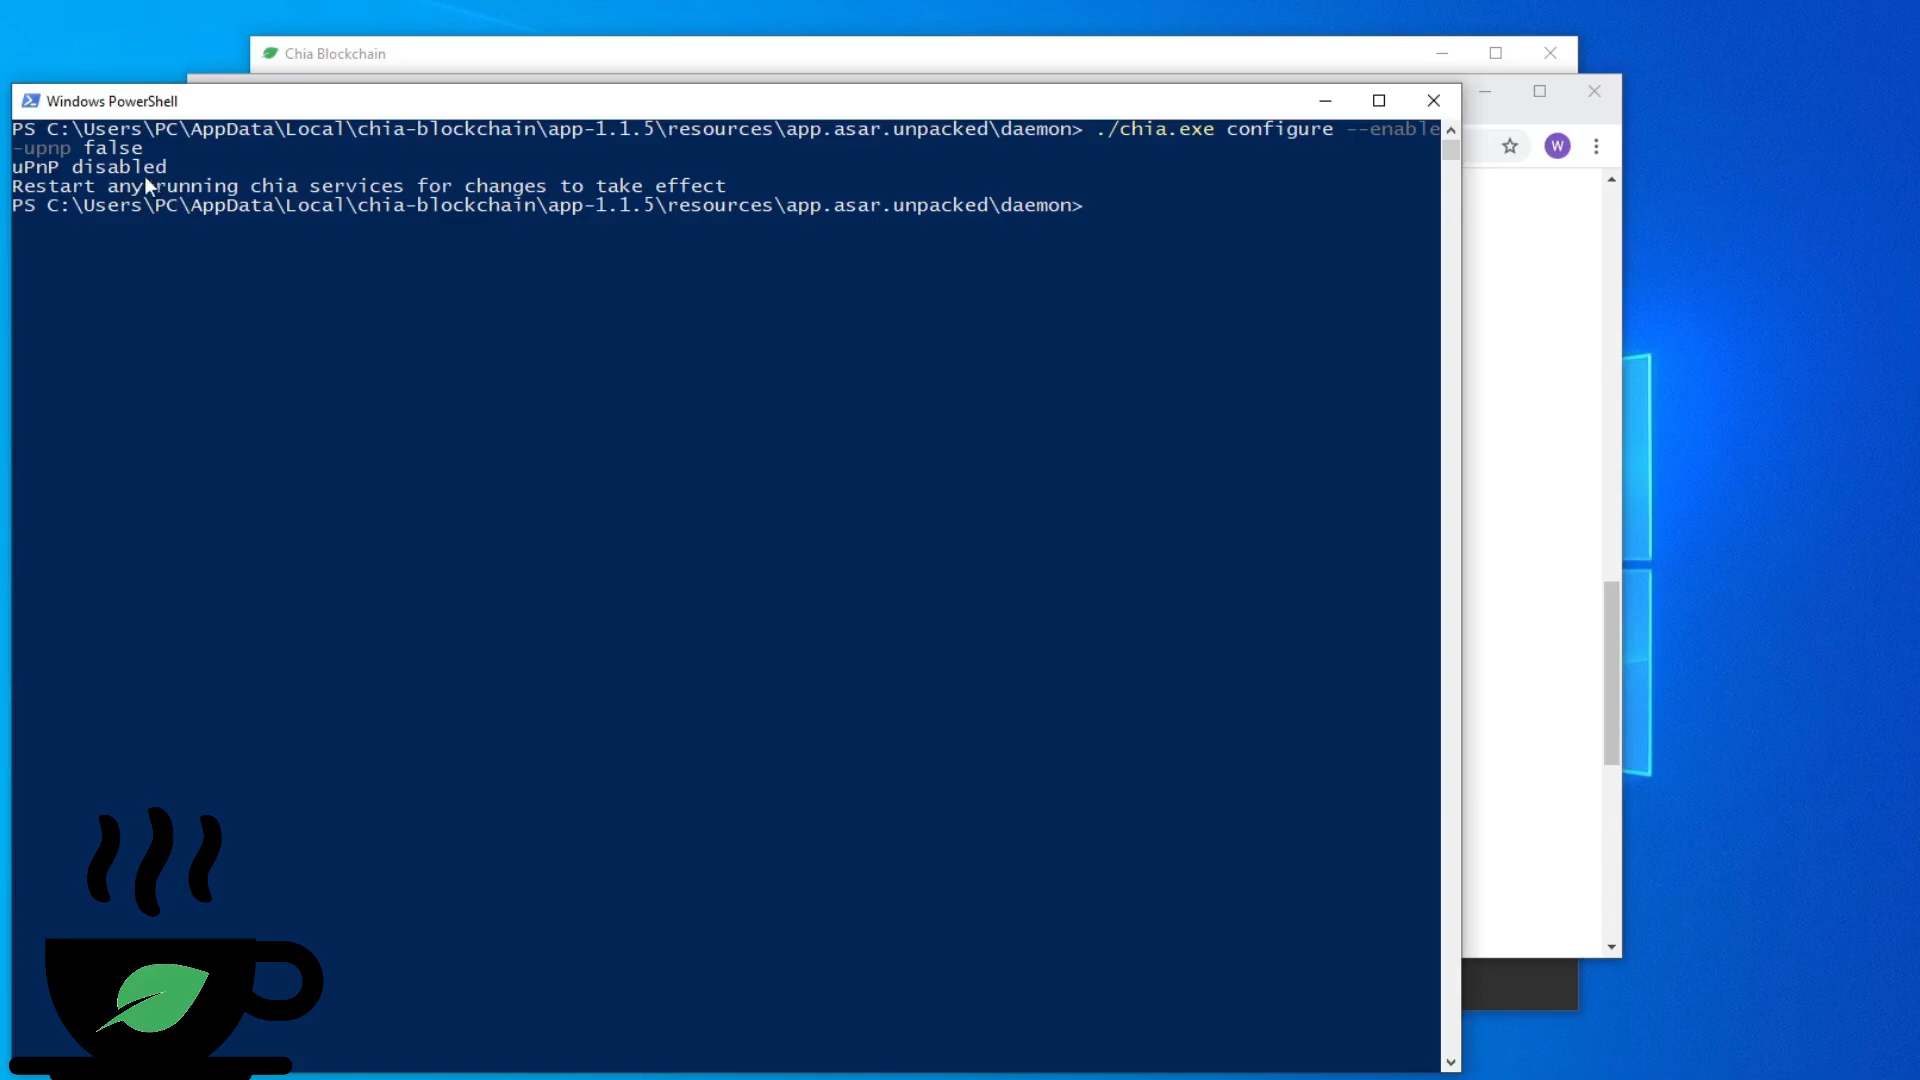 Chia Blockchain
Windows PowerShell
PS C:\Users\PC\AppData\Local\chia-blockchain\app-1.1.5\resources\app.asar.unpacked\daemon> ./chia.exe configure --enable
-upnp false
uPnP disabled
Restart any running chia services for changes to take effect
PS C:\Users\PC\AppData\Local\chia-blockchain\app-1.1.5\resources\app.asar.unpacked\daemon>
W